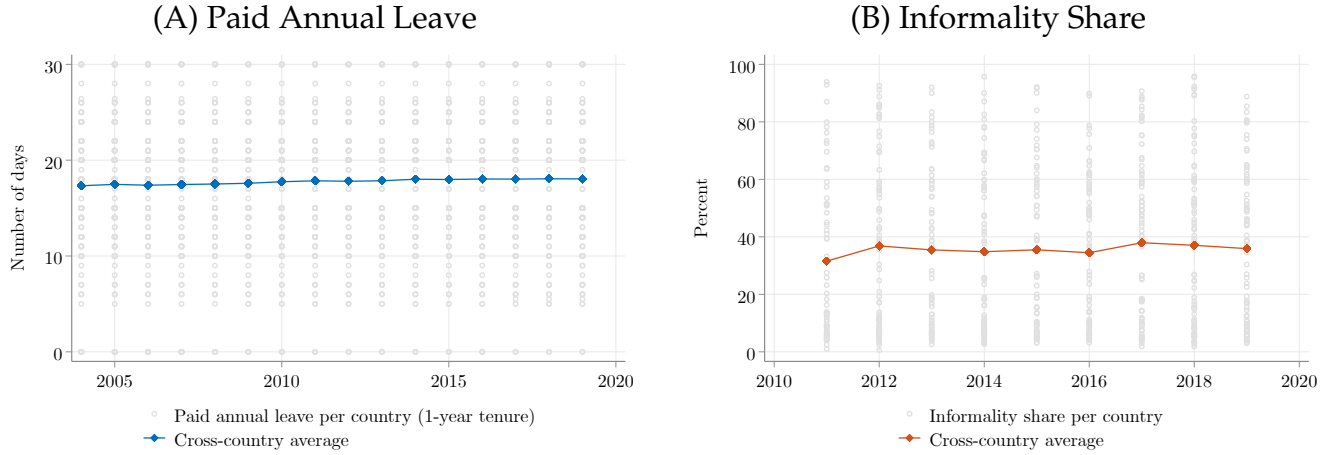 (A) Paid Annual Leave
30
20
10
0
Number of days
2005
2010
2015
2020
Paid annual leave per country (1-year tenure)
Cross-country average
(B) Informality Share
100
80
60
40
20
0
Percent
2010
2012
2014
2016
2018
2020
Informality share per country
Cross-country average